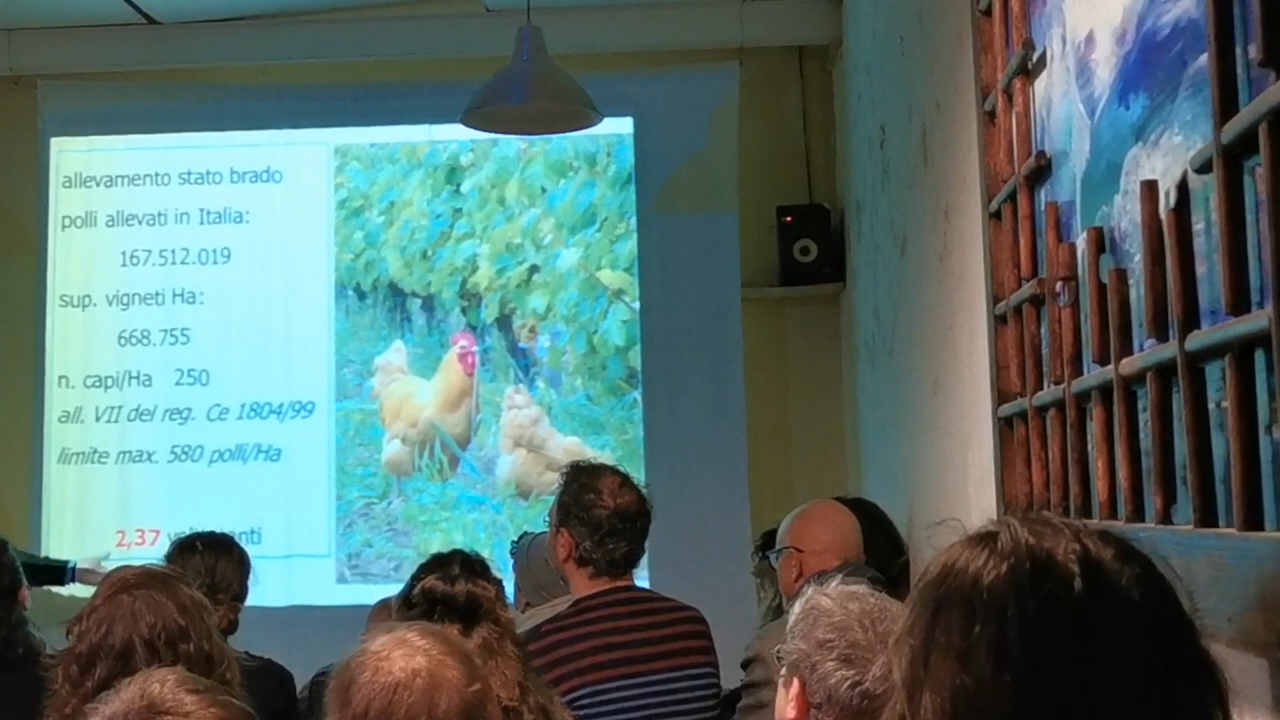 allevamento stato brado
polli allevati in Italia:
167.512.019
sup. vigneti Ha:
668.755
n. capi/Ha 250
all. VII del reg. Ce 1804/99
limite max. 580 polli/Ha
2,37